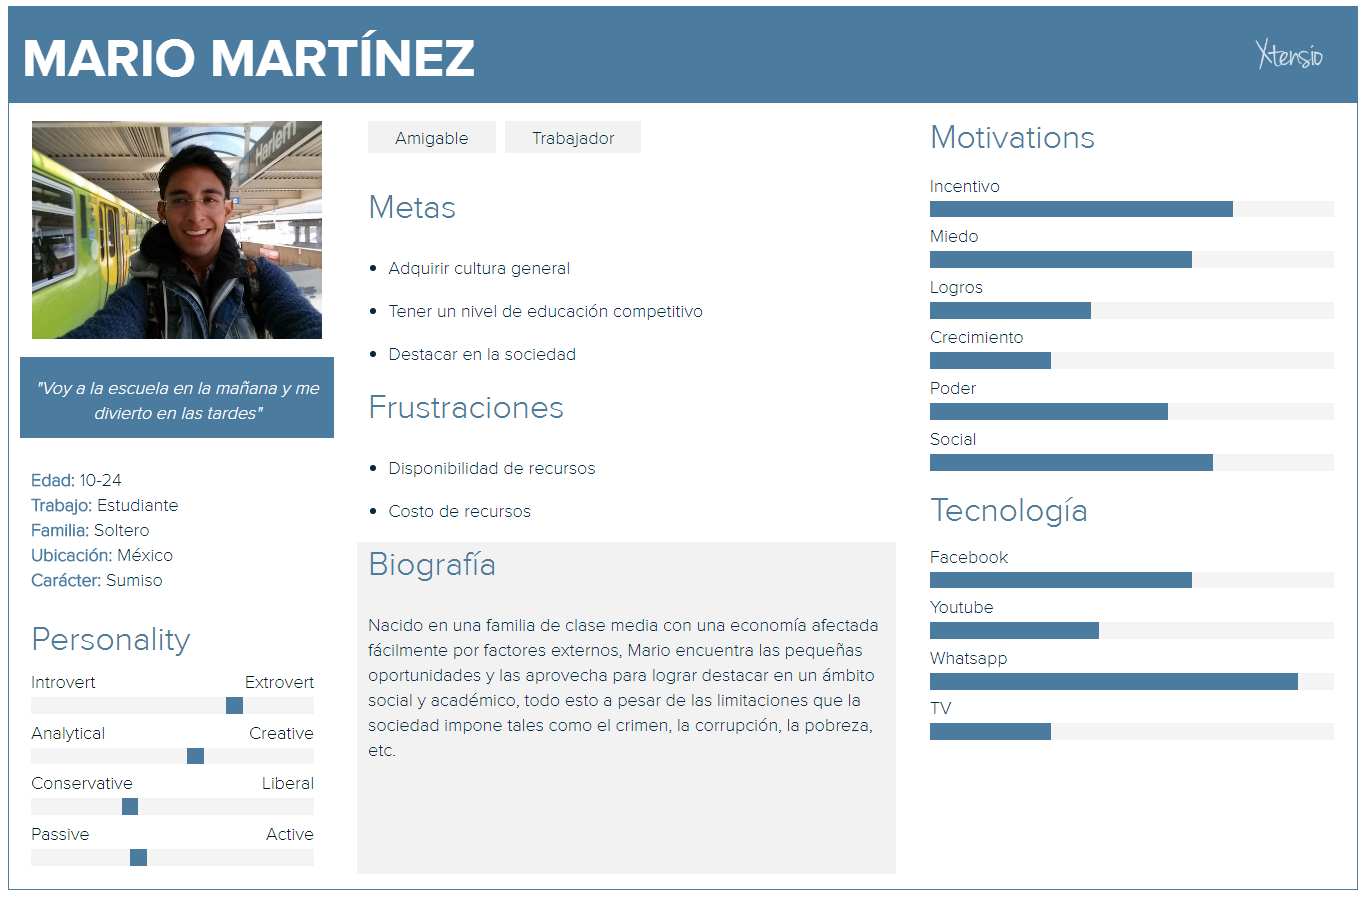 MARIO MARTÍNEZ
Xtensio
Harlem
"Voy a la escuela en la mañana y me
divierto en las tardes"
Edad: 10-24
Trabajo: Estudiante
Familia: Soltero
Ubicación: México
Carácter: Sumiso
Personality
Introvert Extrovert
Analytical Creative
Conservative Liberal
Passive Active
Amigable Trabajador
Metas
• Adquirir cultura general
• Tener un nivel de educación competitivo
• Destacar en la sociedad
Frustraciones
• Disponibilidad de recursos
• Costo de recursos
Biografía
Nacido en una familia de clase media con una economía afectada
fácilmente por factores externos, Mario encuentra las pequeñas
oportunidades y las aprovecha para lograr destacar en un ámbito
social y académico, todo esto a pesar de las limitaciones que la
sociedad impone tales como el crimen, la corrupción, la pobreza,
etc.
Motivations
Incentivo
Miedo
Logros
Crecimiento
Poder
Social
Tecnología
Facebook
Youtube
Whatsapp
TV